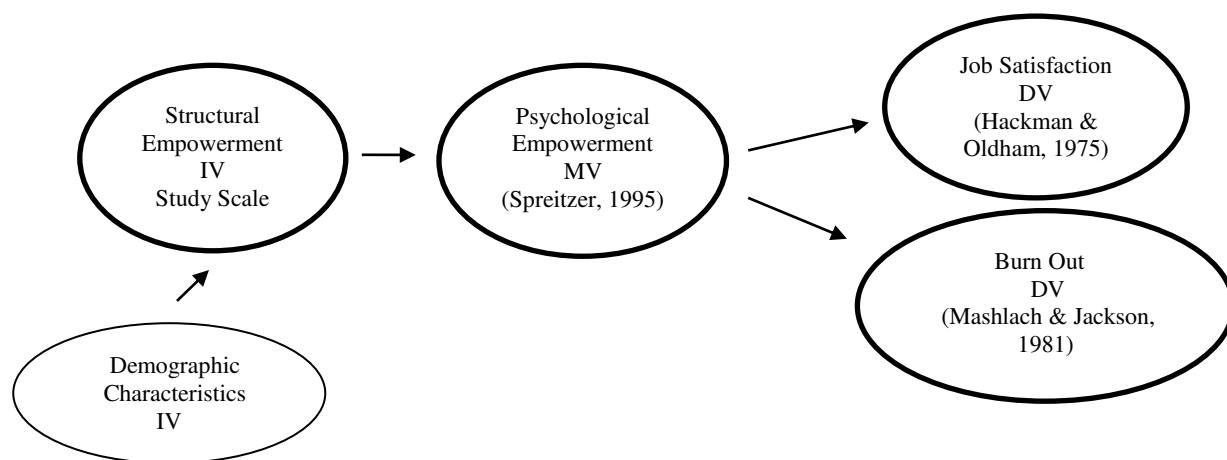 Structural
Empowerment
IV
Study Scale
Psychological
Empowerment
MV
(Spreitzer, 1995)
Job Satisfaction
DV
(Hackman &
Oldham, 1975)
Burn Out
DV
(Mashlach & Jackson,
1981)
Demographic
Characteristics
IV